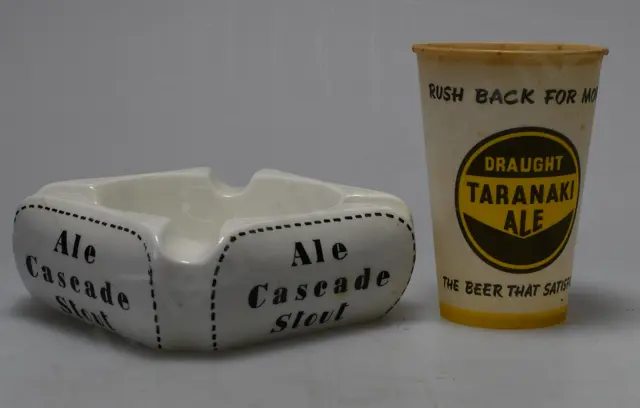 Ale
Cascade
Stout
Ale
Cascade
Stout
RUSH BACK FOR
DRAUGHT
TARANAKI
ALE
THE BEER THAT